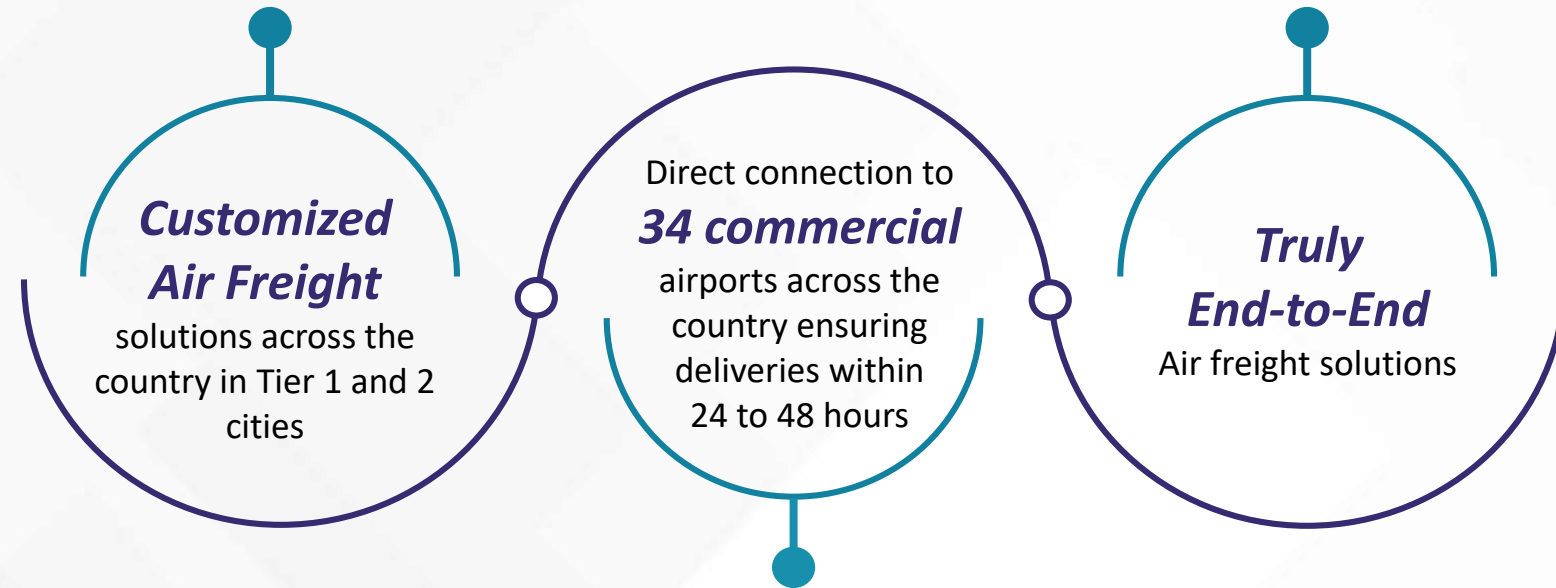 Customized
Air Freight
solutions across the
country in Tier 1 and 2
cities
Direct connection to
34 commercial
airports across the
country ensuring
deliveries within
24 to 48 hours
Truly
End-to-End
Air freight solutions